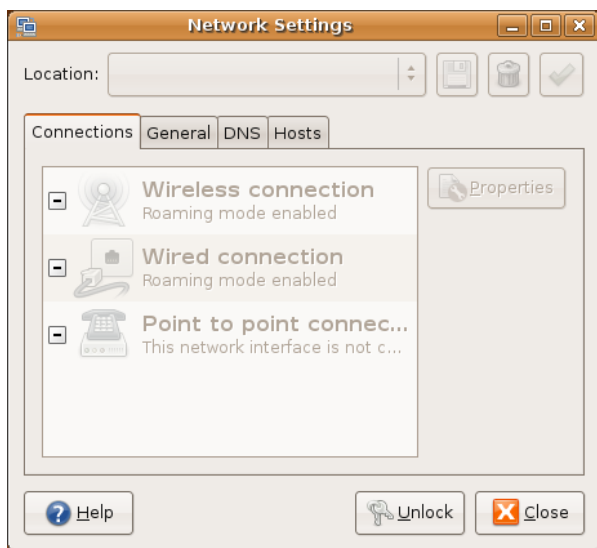 Network Settings
Location:
Connections General DNS Hosts
Wireless connection
Roaming mode enabled
Properties
Wired connection
Roaming mode enabled
Point to point connec...
This network interface is not c...
Help Unlock Close